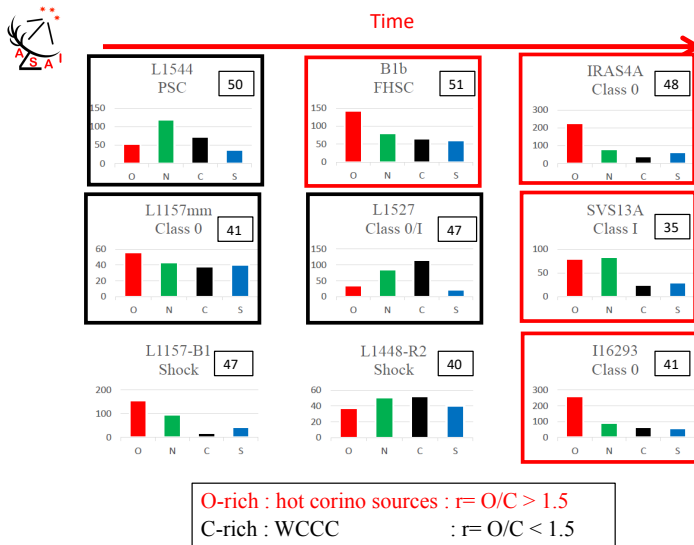 Time
ASAI
L1544
PSC
50
150
100
50
0
O N C S
B1b
FHSC
51
150
100
50
0
O N C S
IRAS4A
Class 0
48
300
200
100
0
O N C S
L1157mm
Class 0
41
60
40
20
0
O N C S
L1527
Class 0/I
47
150
100
50
0
O N C S
SVS13A
Class I
35
100
50
0
O N C S
L1157-B1
Shock
47
200
100
0
O N C S
L1448-R2
Shock
40
60
40
20
0
O N C S
I16293
Class 0
41
300
200
100
0
O N C S
O-rich : hot corino sources : r= O/C > 1.5
C-rich : WCCC : r= O/C < 1.5